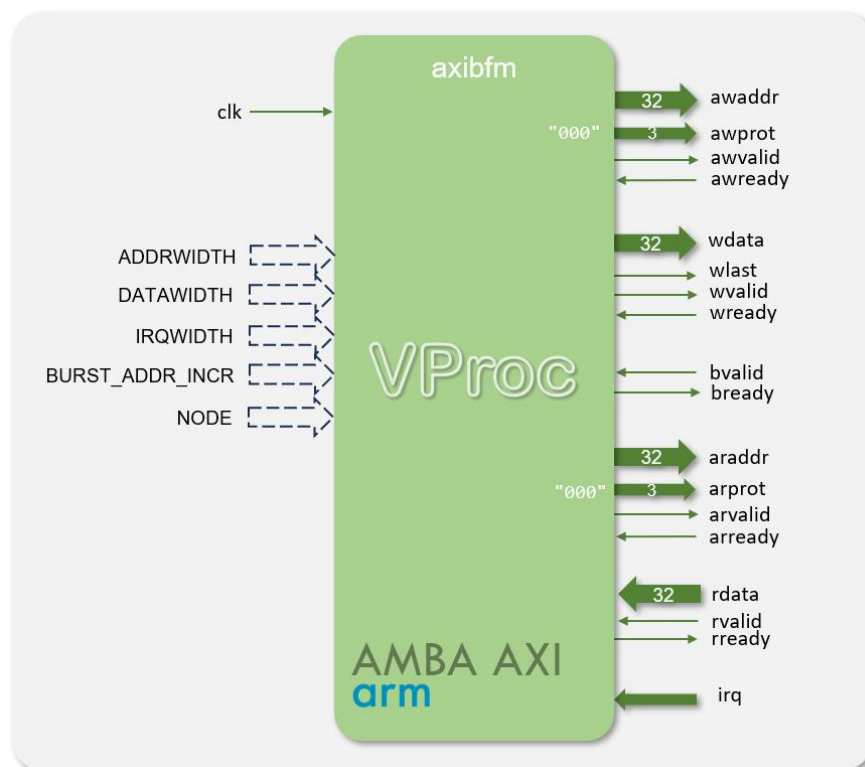 axibfm
clk
ADDRWIDTH
DATAWIDTH
IRQWIDTH
BURST_ADDR_INCR
NODE
VProc
32 awaddr
"000" 3 awprot
awvalid
awready
32 wdata
wlast
wvalid
wready
bvalid
bready
32 araddr
"000" 3 arprot
arvalid
arready
32 rdata
rvalid
rready
irq
AMBA AXI
arm